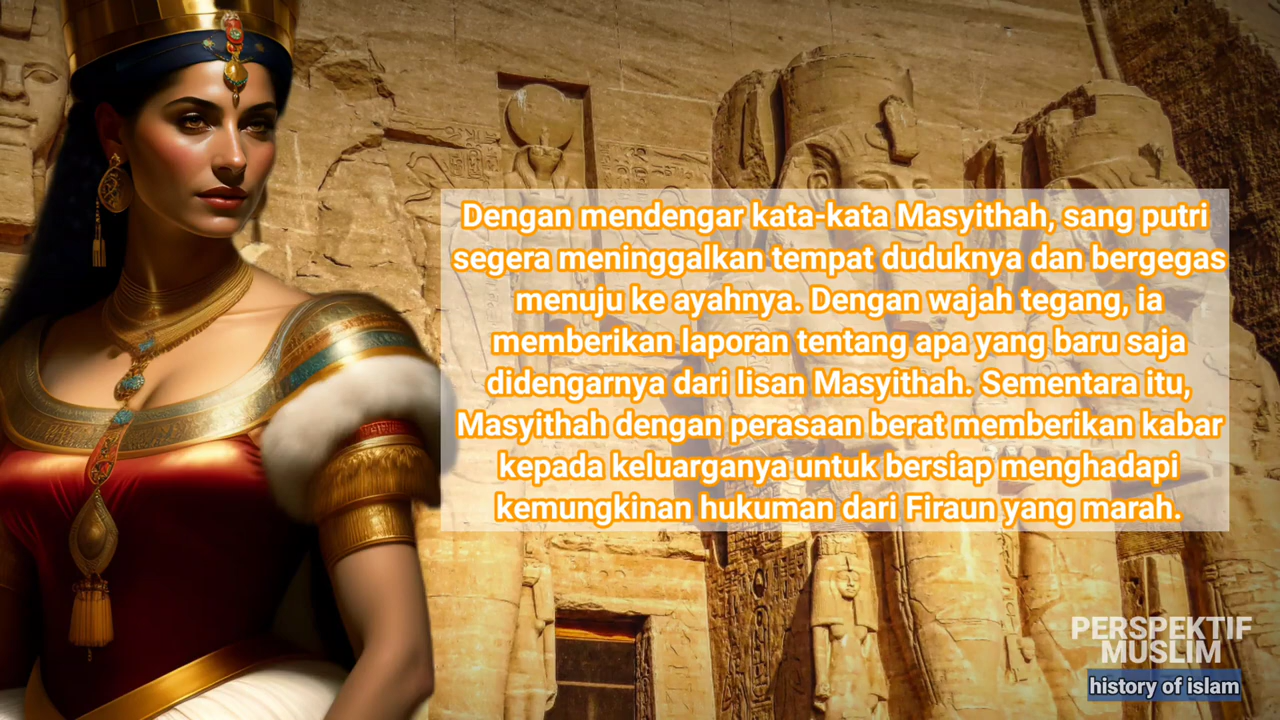 Dengan mendengar kata-kata Masyithah, sang putri
segera meninggalkan tempat duduknya dan bergegas
menuju ke ayahnya. Dengan wajah tegang, ia
memberikan laporan tentang apa yang baru saja
didengarnya dari lisan Masyithah. Sementara itu,
Masyithah dengan perasaan berat memberikan kabar
kepada keluarganya untuk bersiap menghadapi
kemungkinan hukuman dari Firaun yang marah.
PERSPEKTIF
MUSLIM
history of islam